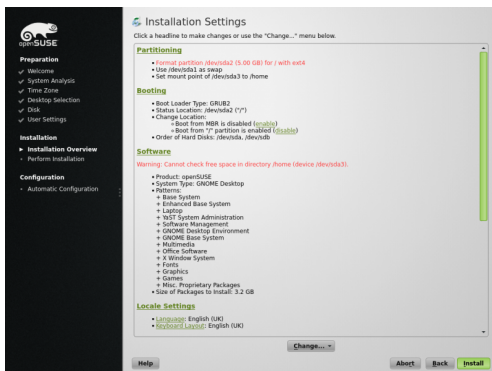 openSUSE
Preparation
Welcome
System Analysis
Time Zone
Desktop Selection
Disk
User Settings
Installation
Installation Overview
Perform Installation
Configuration
Automatic Configuration
Installation Settings
Click a headline to make changes or use the "Change..." menu below.
Partitioning
• Format partition /dev/sda2 (5.00 GB) for / with ext4
• Use /dev/sda1 as swap
• Set mount point of /dev/sda3 to /home
Booting
• Boot Loader Type: GRUB2
• Status Location: /dev/sda2 ("/")
• Change Location:
Boot from MBR is disabled (enable)
Boot from "/" partition is enabled (disable)
• Order of Hard Disks: /dev/sda, /dev/sdb
Software
Warning: Cannot check free space in directory /home (device /dev/sda3).
• Product: openSUSE
• System Type: GNOME Desktop
• Patterns:
+ Base System
+ Enhanced Base System
+ Laptop
+ YaST System Administration
+ Software Management
+ GNOME Desktop Environment
+ GNOME Base System
+ Multimedia
+ Office Software
+ X Window System
+ Fonts
+ Graphics
+ Games
+ Misc. Proprietary Packages
• Size of Packages to Install: 3.2 GB
Locale Settings
• Language: English (UK)
• Keyboard Layout: English (UK)
Change...
Help
Abort
Back
Install